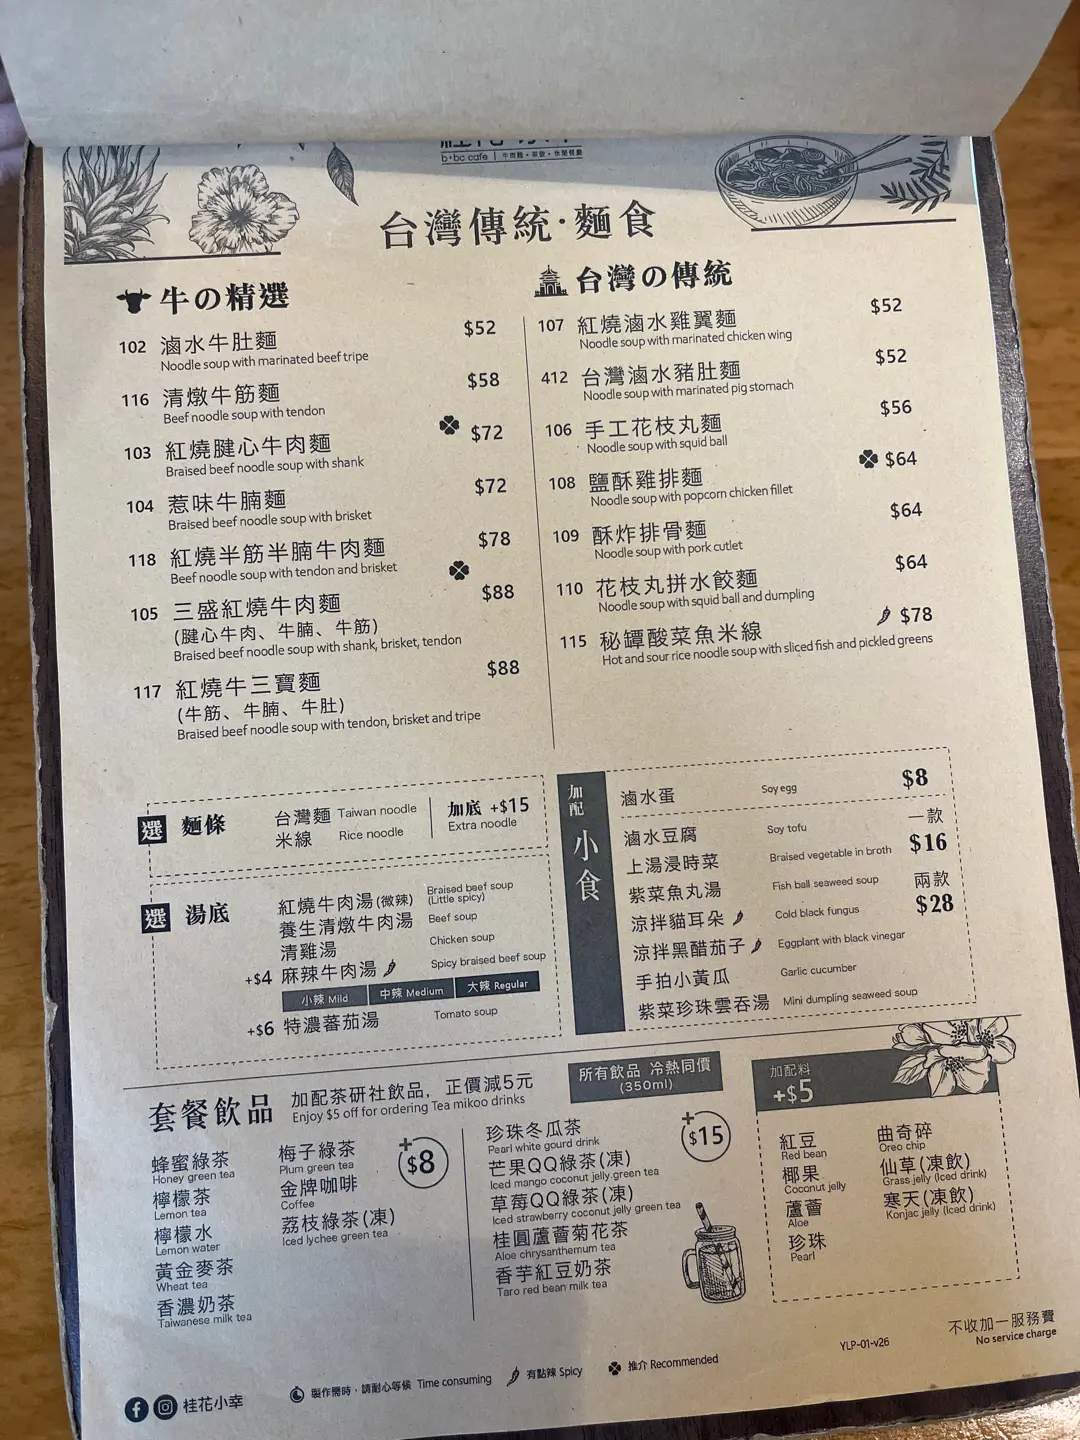 b+bc cafe | 牛肉麵・茶飲・休閒餐廳
台灣傳統·麵食
牛の精選
102 滷水牛肚麵 $52
Noodle soup with marinated beef tripe
116 清燉牛筋麵 $58
Beef noodle soup with tendon
103 紅燒腱心牛肉麵 $72
Braised beef noodle soup with shank
104 惹味牛腩麵 $72
Braised beef noodle soup with brisket
118 紅燒半筋半腩牛肉麵 $78
Beef noodle soup with tendon and brisket
105 三盛紅燒牛肉麵 $88
(腱心牛肉、牛腩、牛筋)
Braised beef noodle soup with shank, brisket, tendon
117 紅燒牛三寶麵 $88
(牛筋、牛腩、牛肚)
Braised beef noodle soup with tendon, brisket and tripe
台灣の傳統
107 紅燒滷水雞翼麵 $52
Noodle soup with marinated chicken wing
412 台灣滷水豬肚麵 $52
Noodle soup with marinated pig stomach
106 手工花枝丸麵 $56
Noodle soup with squid ball
108 鹽酥雞排麵 $64
Noodle soup with popcorn chicken fillet
109 酥炸排骨麵 $64
Noodle soup with pork cutlet
110 花枝丸拼水餃麵 $64
Noodle soup with squid ball and dumpling
115 秘罈酸菜魚米線 $78
Hot and sour rice noodle soup with sliced fish and pickled greens
選 麵條
台灣麵 Taiwan noodle
米線 Rice noodle
加底 +$15
Extra noodle
選 湯底
紅燒牛肉湯(微辣) Braised beef soup
(Little spicy)
養生清燉牛肉湯 Beef soup
清雞湯 Chicken soup
+$4 麻辣牛肉湯 Spicy braised beef soup
小辣 Mild 中辣 Medium 大辣 Regular
+$6 特濃蕃茄湯 Tomato soup
加配
小食
滷水蛋 Soy egg $8
滷水豆腐 Soy tofu
上湯浸時菜 Braised vegetable in broth
紫菜魚丸湯 Fish ball seaweed soup
涼拌貓耳朵 Cold black fungus
涼拌黑醋茄子 Eggplant with black vinegar
手拍小黃瓜 Garlic cucumber
紫菜珍珠雲吞湯 Mini dumpling seaweed soup
一款
$16
兩款
$28
套餐飲品
加配茶研社飲品，正價減5元
Enjoy $5 off for ordering Tea mikoo drinks
所有飲品 冷熱同價
(350ml)
蜂蜜綠茶
Honey green tea
檸檬茶
Lemon tea
檸檬水
Lemon water
黃金麥茶
Wheat tea
香濃奶茶
Taiwanese milk tea
梅子綠茶
Plum green tea
金牌咖啡
Coffee
荔枝綠茶(凍)
Iced lychee green tea
+$8
珍珠冬瓜茶
Pearl white gourd drink
芒果QQ綠茶(凍)
Iced mango coconut jelly green tea
草莓QQ綠茶(凍)
Iced strawberry coconut jelly green tea
桂圓蘆薈菊花茶
Aloe chrysanthemum tea
香芋紅豆奶茶
Taro red bean milk tea
+$15
加配料
+$5
紅豆
Red bean
椰果
Coconut jelly
蘆薈
Aloe
珍珠
Pearl
曲奇碎
Oreo chip
仙草(凍飲)
Grass jelly (Iced drink)
寒天(凍飲)
Konjac jelly (Iced drink)
不收加一服務費
No service charge
YLP-01-v26
桂花小幸
製作需時，請耐心等候 Time consuming
有點辣 Spicy
推介 Recommended